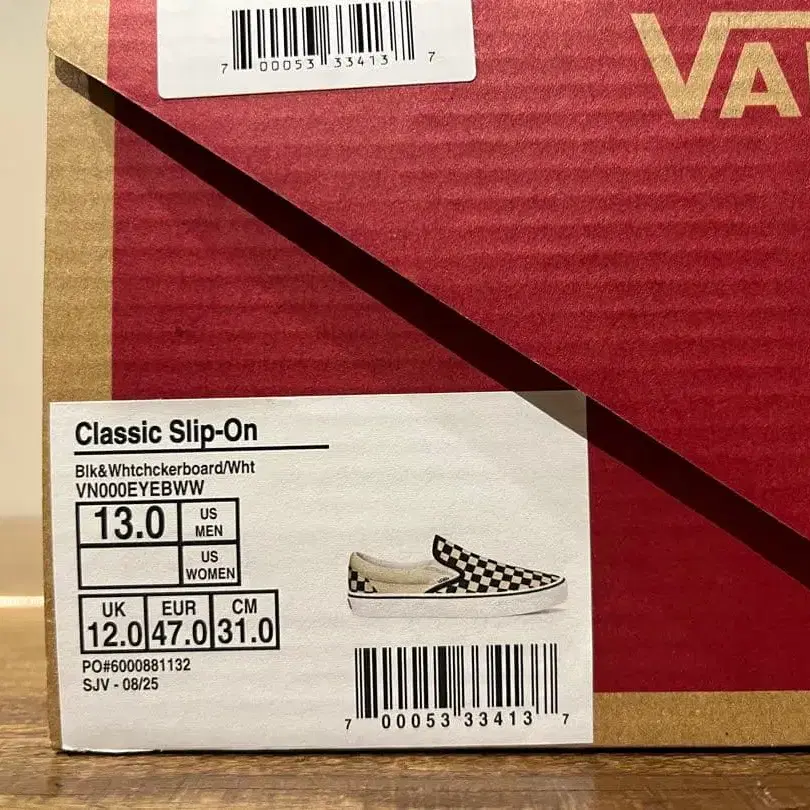 7 00053 33413 7
VA
Classic Slip-On
Blk&Whtchckerboard/Wht
VN000EYEBWW
13.0 US MEN
US WOMEN
UK EUR CM
12.0 47.0 31.0
PO#6000881132
SJV - 08/25
7 00053 33413 7